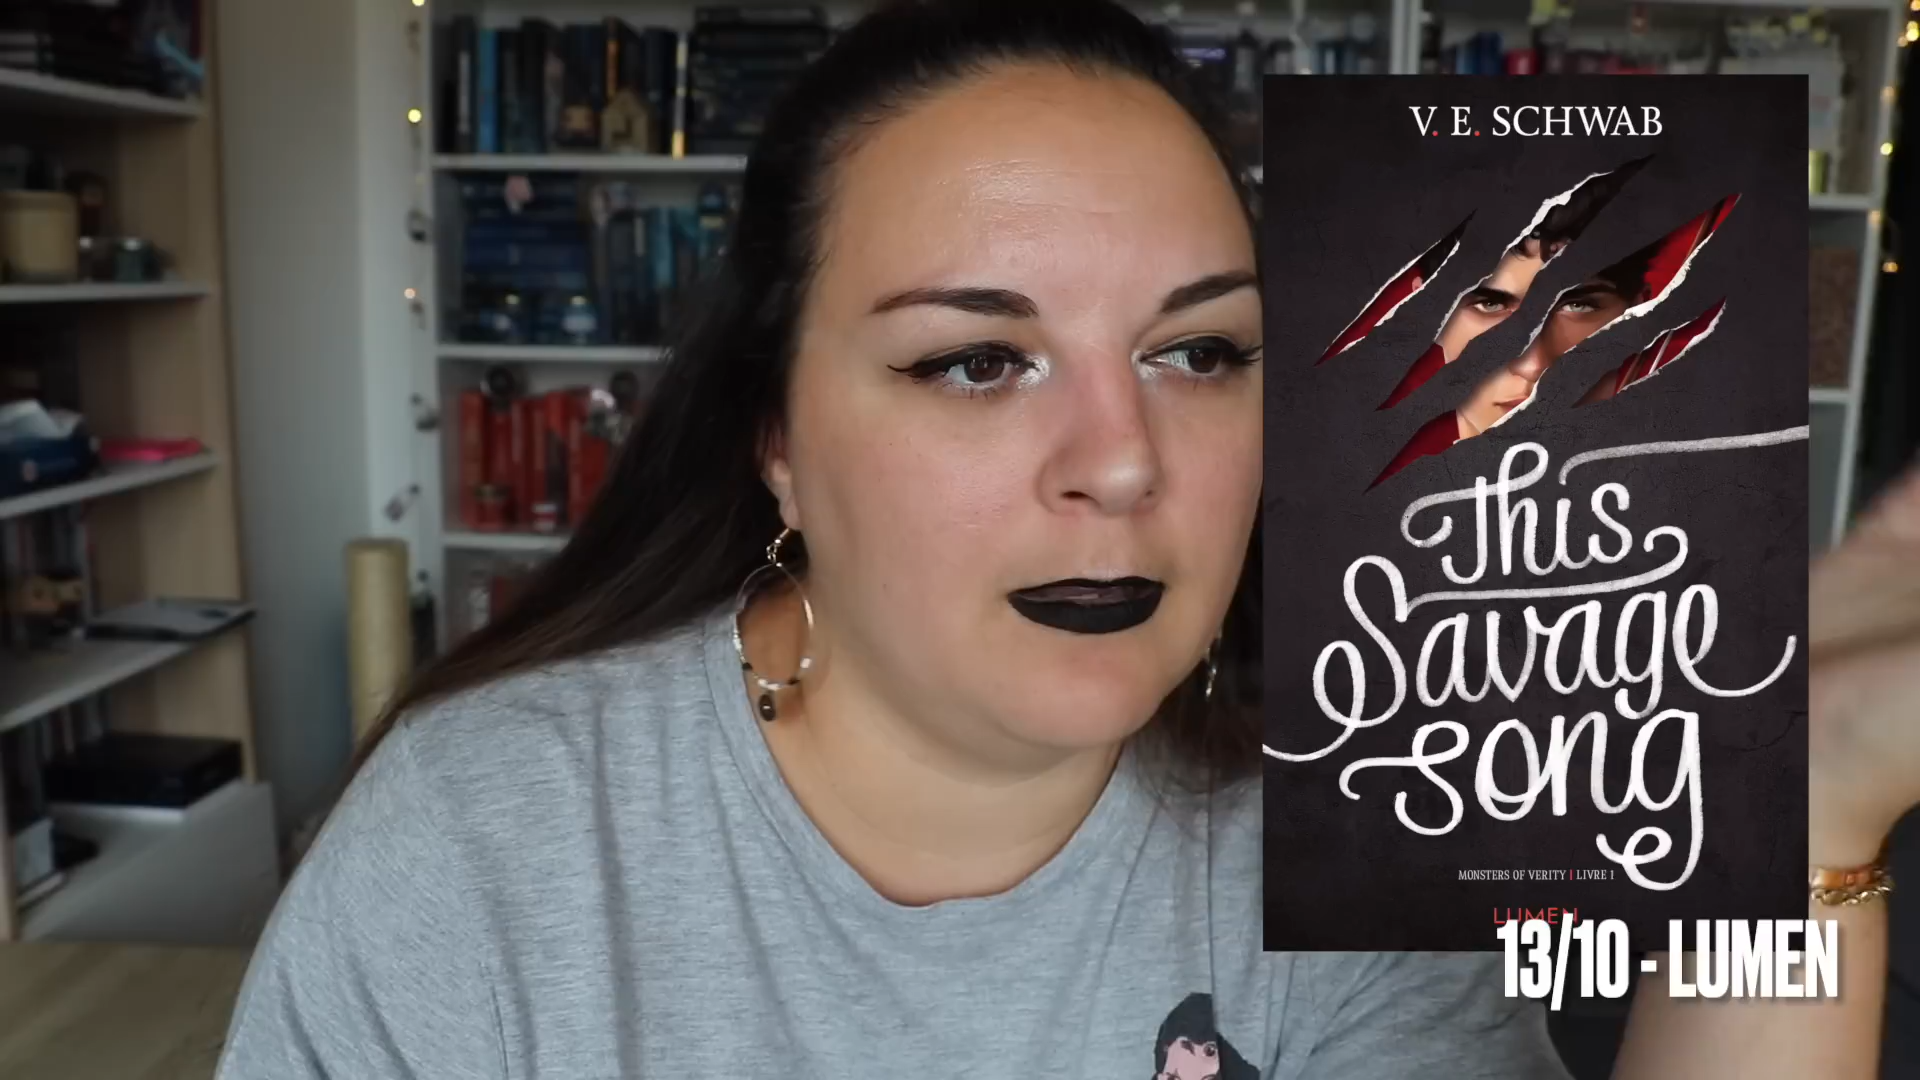 V. E. SCHWAB
This
Savage
Song
MONSTERS OF VERITY | LIVRE 1
LUMEN
13/10 - LUMEN